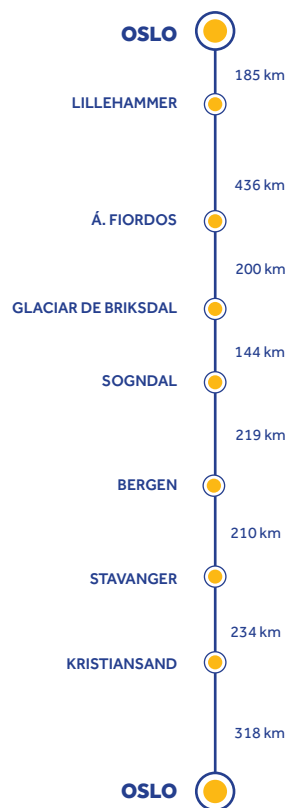 OSLO
185 km
LILLEHAMMER
436 km
Á. FIORDOS
200 km
GLACIAR DE BRIKSDAL
144 km
SOGNDAL
219 km
BERGEN
210 km
STAVANGER
234 km
KRISTIANSAND
318 km
OSLO